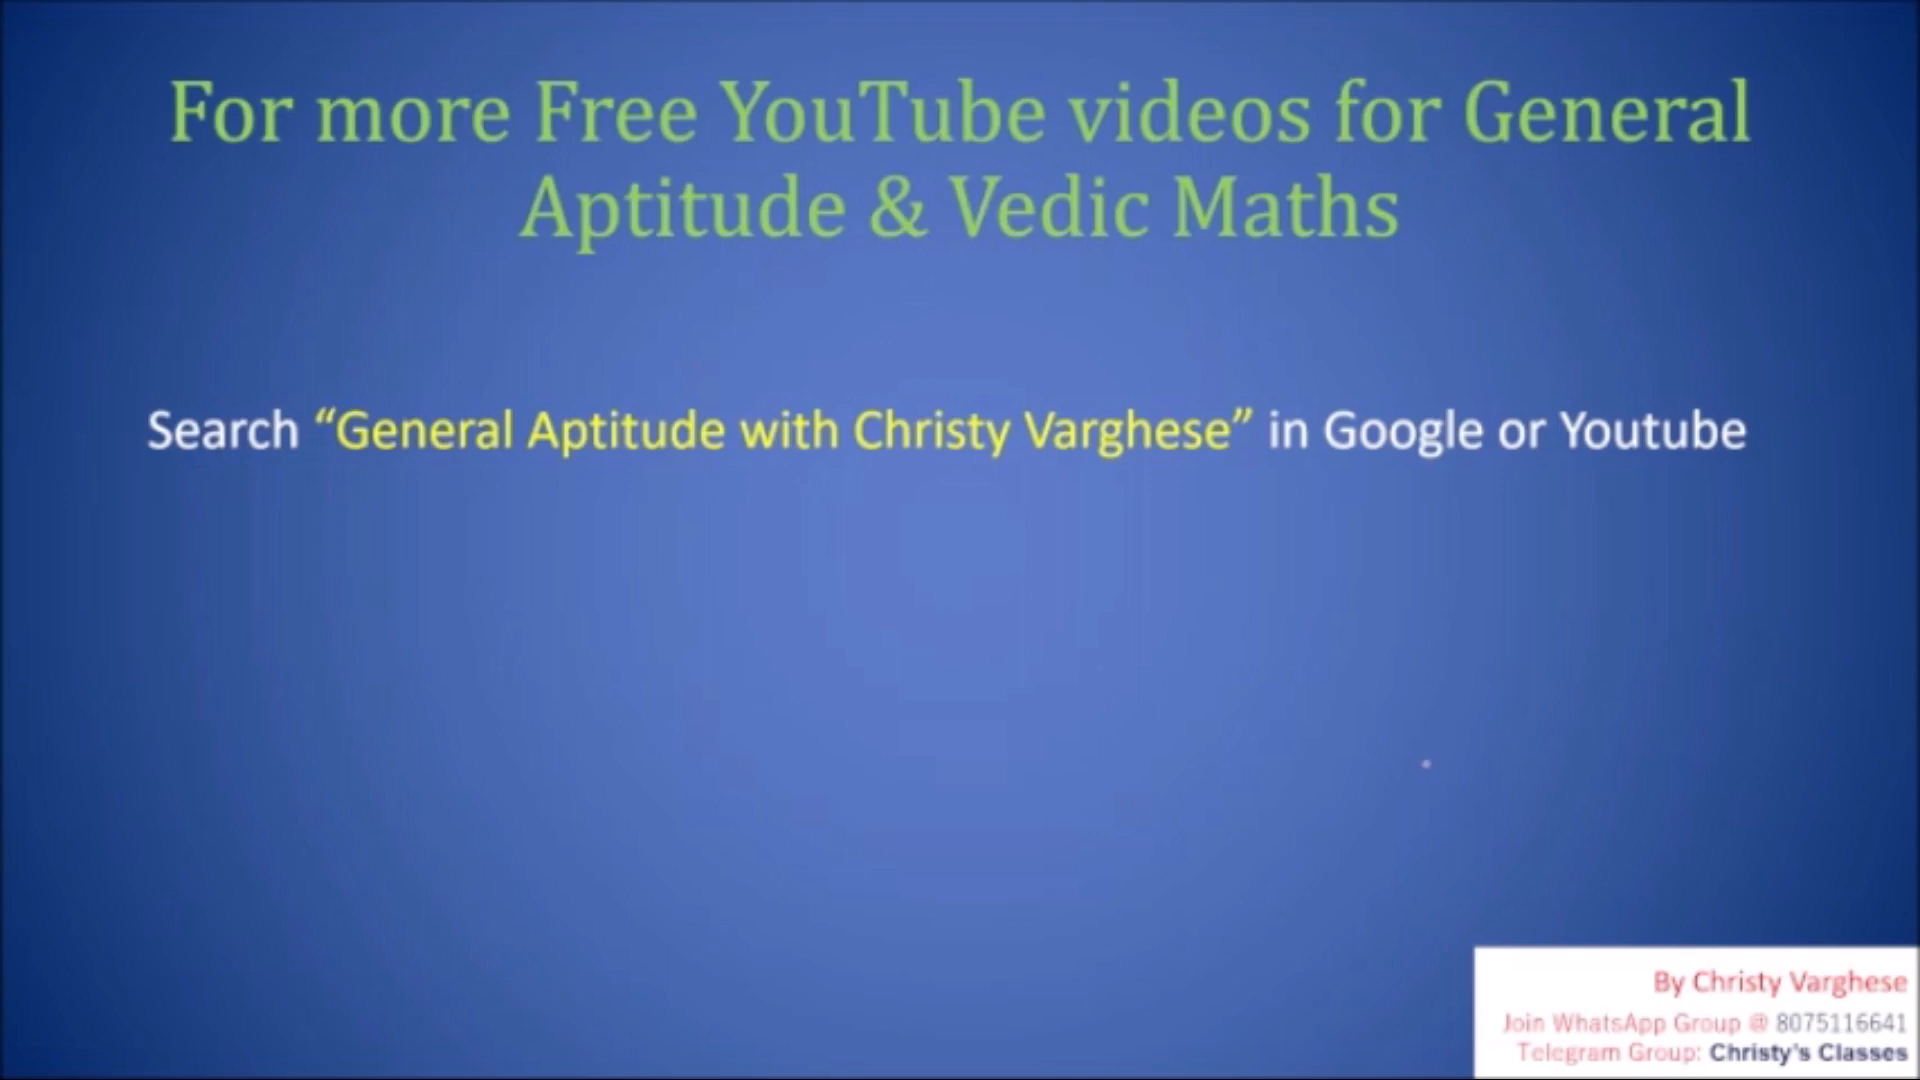 For more Free YouTube videos for General
Aptitude & Vedic Maths
Search “General Aptitude with Christy Varghese” in Google or Youtube
By Christy Varghese
Join WhatsApp Group @ 8075116641
Telegram Group: Christy's Classes